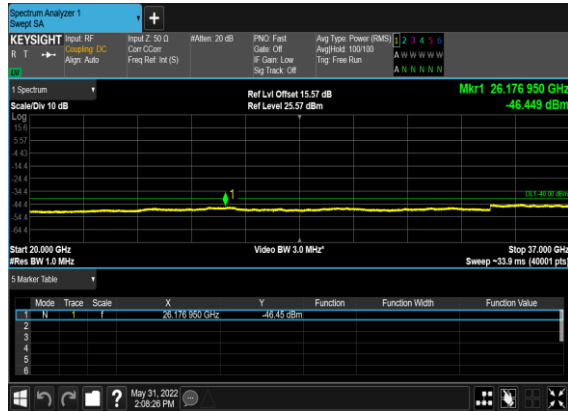 Spectrum Analyzer 1
Swept SA
+
KEYSIGHT Input: RF Input Z: 50 Ω #Atten: 20 dB PNO: Fast Avg Type: Power (RMS) 1 2 3 4 5 6
R T Coupling: DC Corr CCorr Gate: Off Avg|Hold: 100/100 A W W W W W
Align: Auto Freq Ref: Int (S) IF Gain: Low Trig: Free Run
LXI Sig Track: Off A N N N N N
1 Spectrum Ref Lvl Offset 15.57 dB Mkr1 26.176 950 GHz
Scale/Div 10 dB Ref Level 25.57 dBm -46.449 dBm
Log
15.6
5.57
-4.43
-14.4
-24.4
-34.4 1 DL1 -40.00 dBm
-44.4
-54.4
-64.4
Start 20.000 GHz Video BW 3.0 MHz* Stop 37.000 GHz
#Res BW 1.0 MHz Sweep ~33.9 ms (40001 pts)
5 Marker Table
Mode Trace Scale X Y Function Function Width Function Value
1 N 1 f 26.176 950 GHz -46.45 dBm
2
3
4
5
6
? May 31, 2022
2:08:26 PM